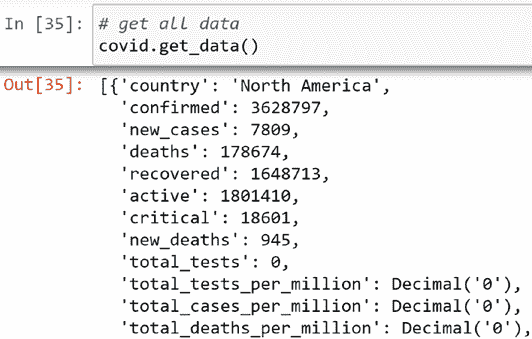 In [35]: # get all data
covid.get_data()
Out[35]: [{'country': 'North America',
'confirmed': 3628797,
'new_cases': 7809,
'deaths': 178674,
'recovered': 1648713,
'active': 1801410,
'critical': 18601,
'new_deaths': 945,
'total_tests': 0,
'total_tests_per_million': Decimal('0'),
'total_cases_per_million': Decimal('0'),
'total_deaths_per_million': Decimal('0'),